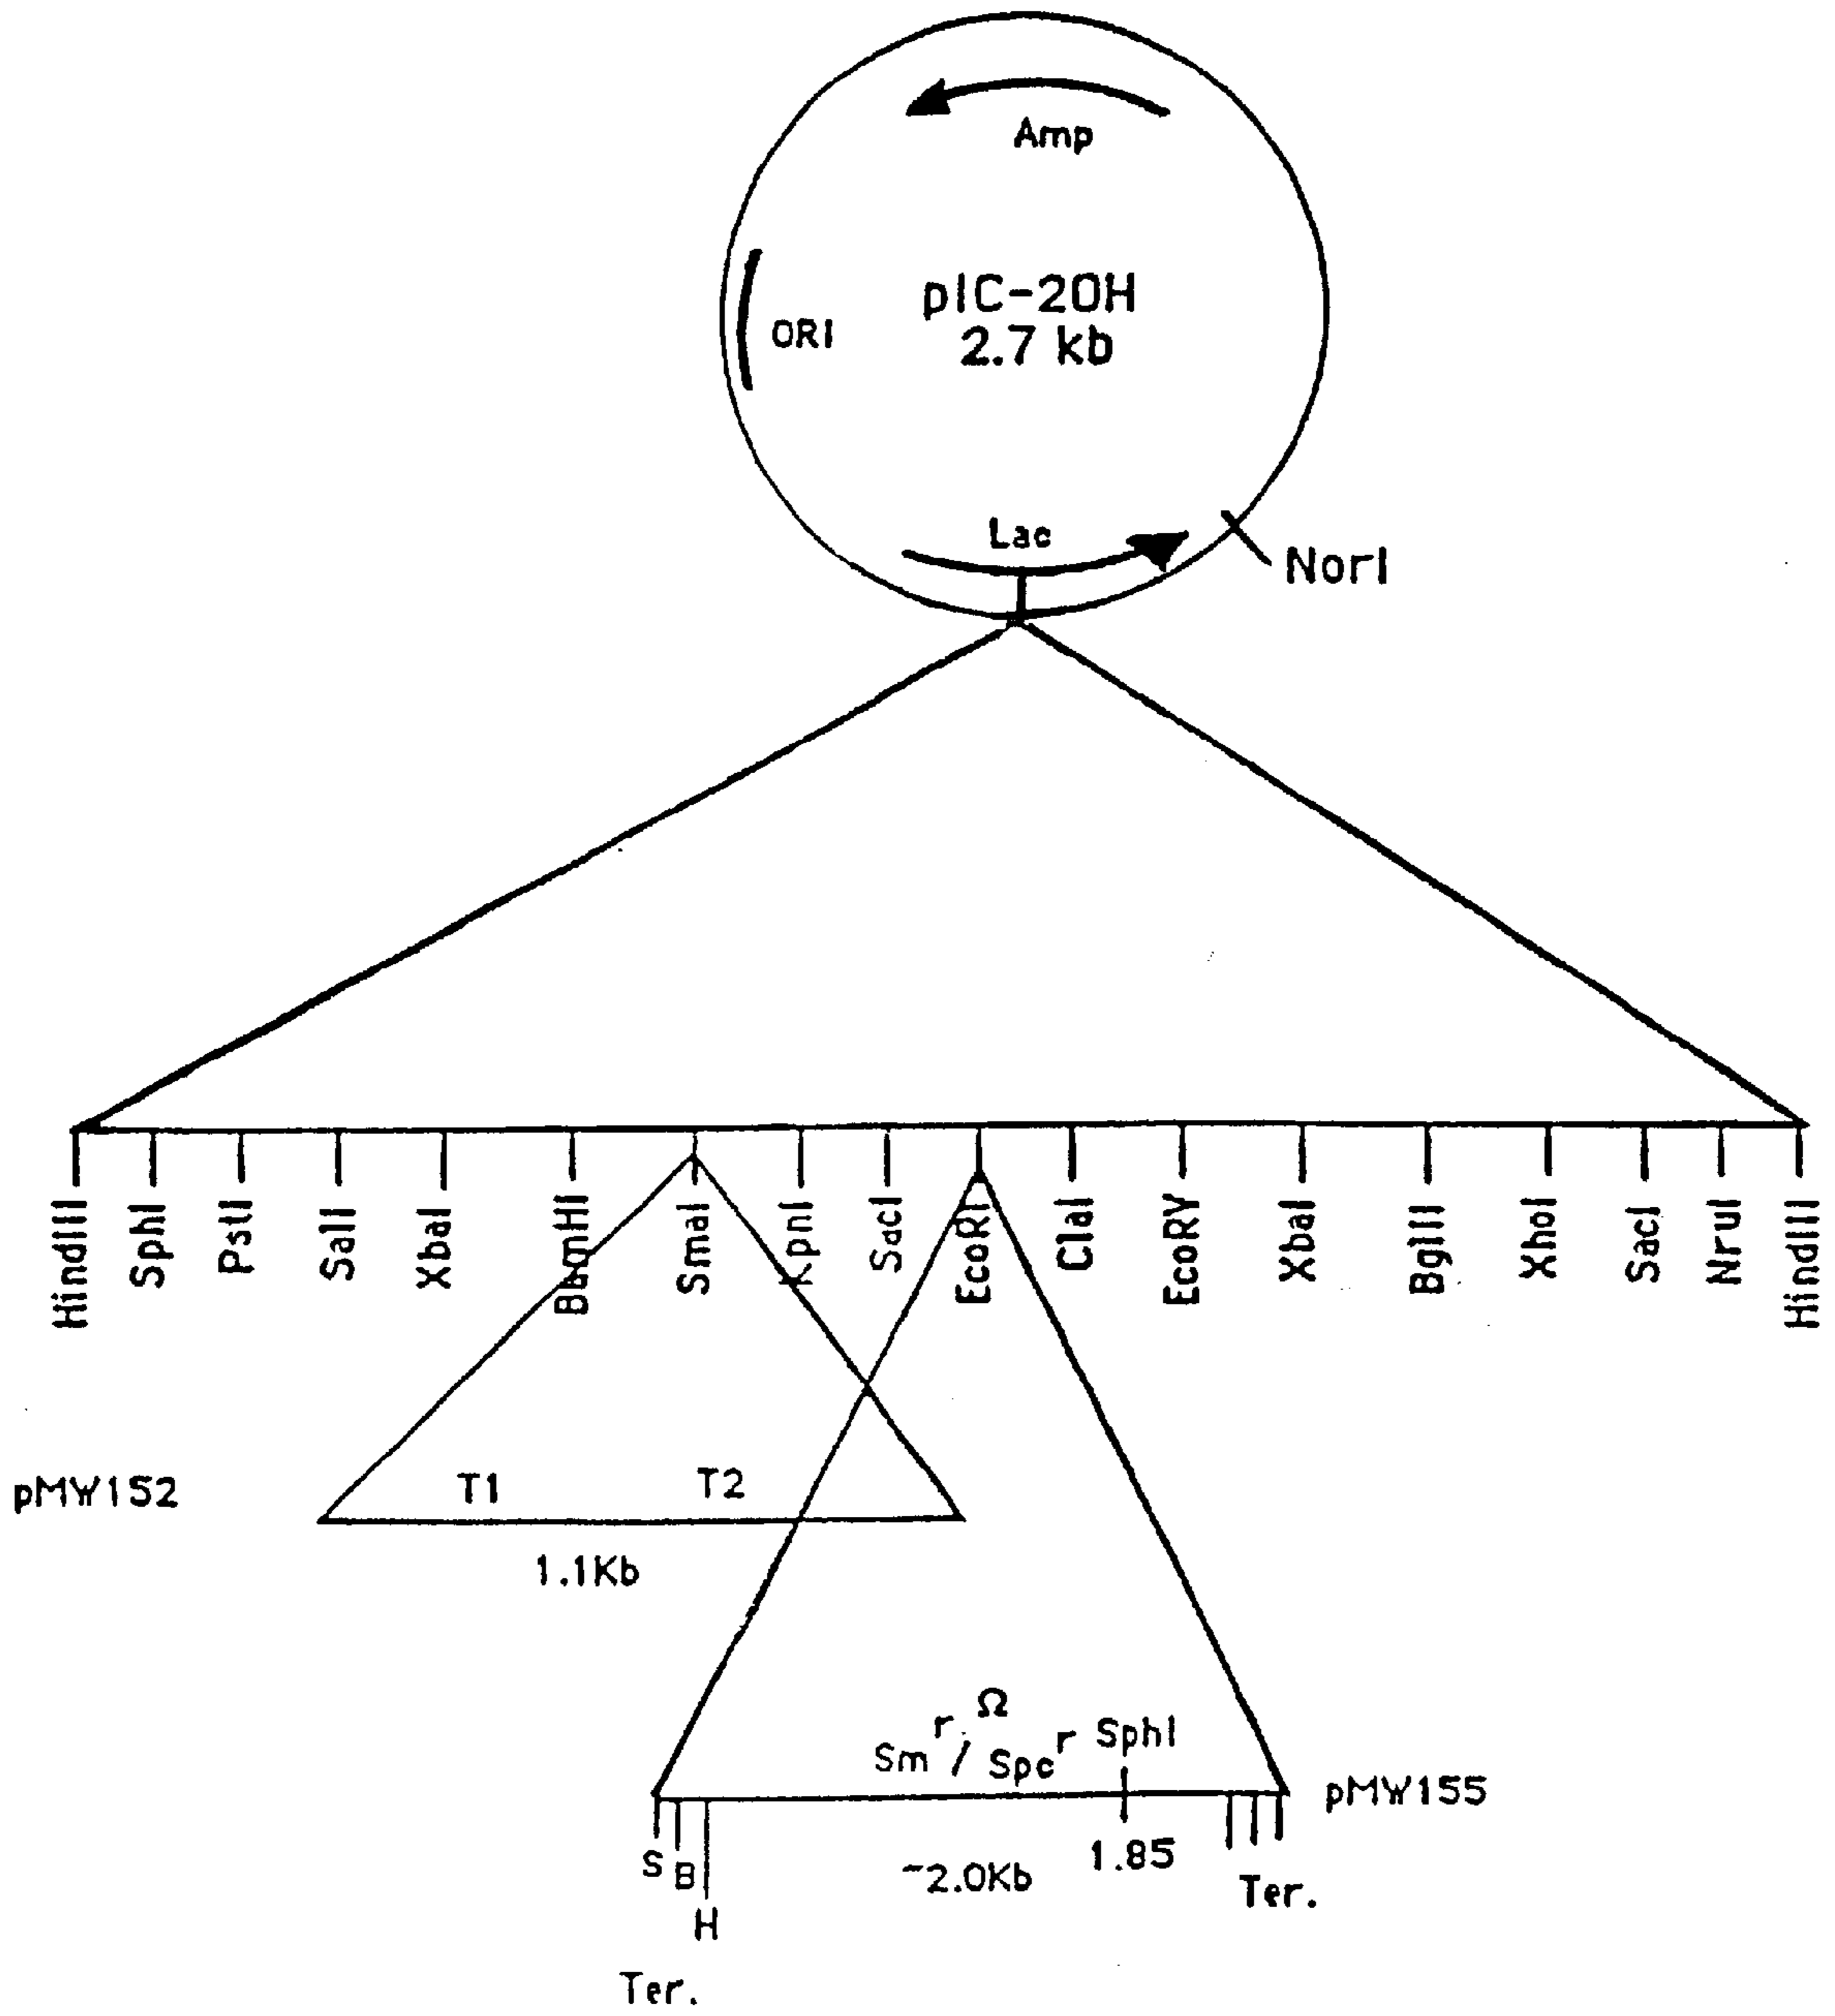 Amp
pIC-20H
2.7 kb
ORI
Lac
NorI
HindIII
SphI
PstI
SalI
XbaI
BamHI
SmaI
KpnI
SacI
EcoRI
ClaI
EcoRV
XbaI
BglII
XhoI
SacI
NruI
HindIII
pMW152
T1
T2
1.1Kb
Ω
Sm r / Spc r SphI
pMW155
S
B
H
~2.0Kb
1.85
Ter.
Ter.